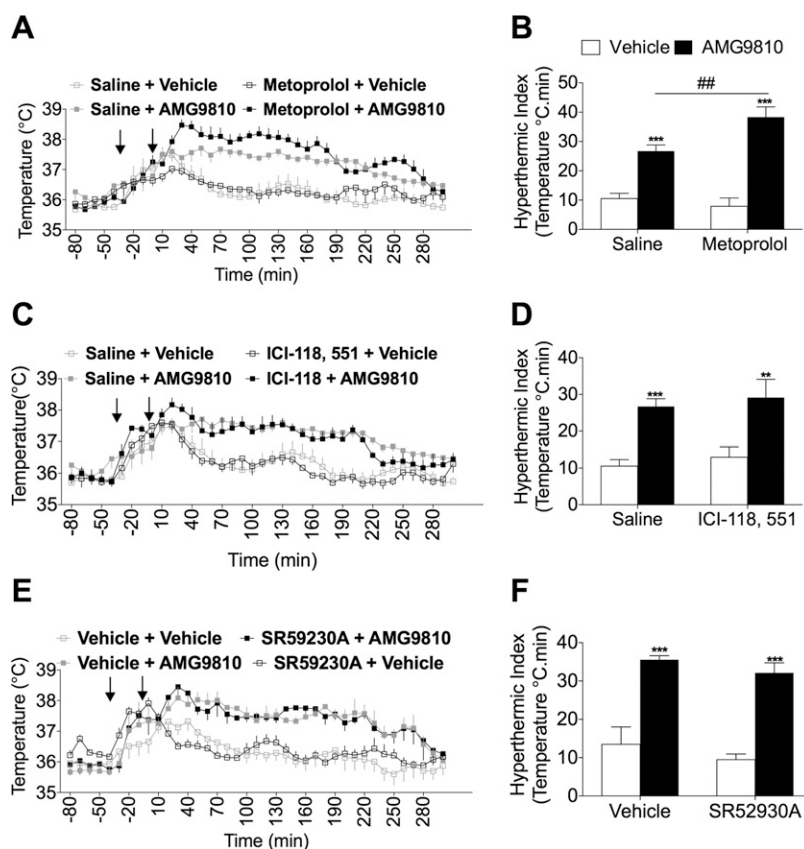 A
Saline + Vehicle Metoprolol + Vehicle
Saline + AMG9810 Metoprolol + AMG9810
Temperature (°C)
39
38
37
36
35
-80 -50 -20 10 40 70 100 130 160 190 220 250 280
Time (min)
B
Vehicle AMG9810
Hyperthermic Index
(Temperature °C.min)
50
40
30
20
10
0
*** ## ***
Saline Metoprolol
C
Saline + Vehicle ICI-118, 551 + Vehicle
Saline + AMG9810 ICI-118 + AMG9810
Temperature(°C)
39
38
37
36
35
-80 -50 -20 10 40 70 100 130 160 190 220 250 280
Time (min)
D
Hyperthermic Index
(Temperature °C.min)
40
30
20
10
0
*** **
Saline ICI-118, 551
E
Vehicle + Vehicle SR59230A + AMG9810
Vehicle + AMG9810 SR59230A + Vehicle
Temperature (°C)
39
38
37
36
35
-80 -50 -20 10 40 70 100 130 160 190 220 250 280
Time (min)
F
Hyperthermic Index
(Temperature °C.min)
40
30
20
10
0
*** ***
Vehicle SR52930A